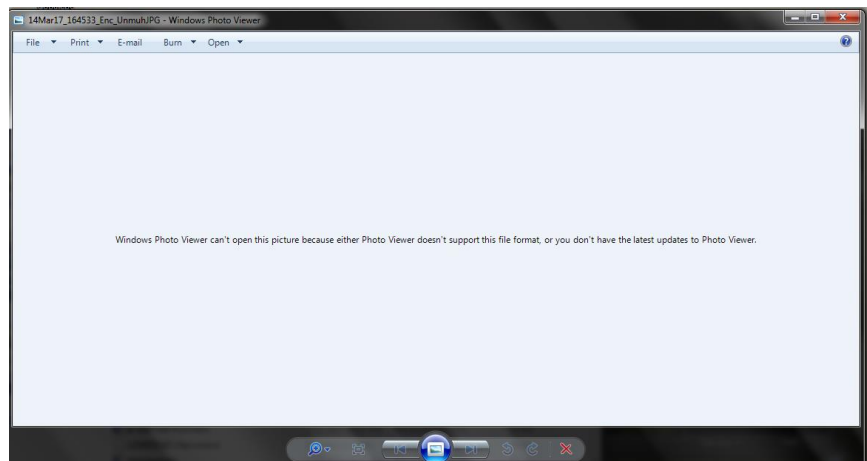 14Mar17_164533_Enc_UnmuhJPG - Windows Photo Viewer
File Print E-mail Burn Open
Windows Photo Viewer can't open this picture because either Photo Viewer doesn't support this file format, or you don't have the latest updates to Photo Viewer.